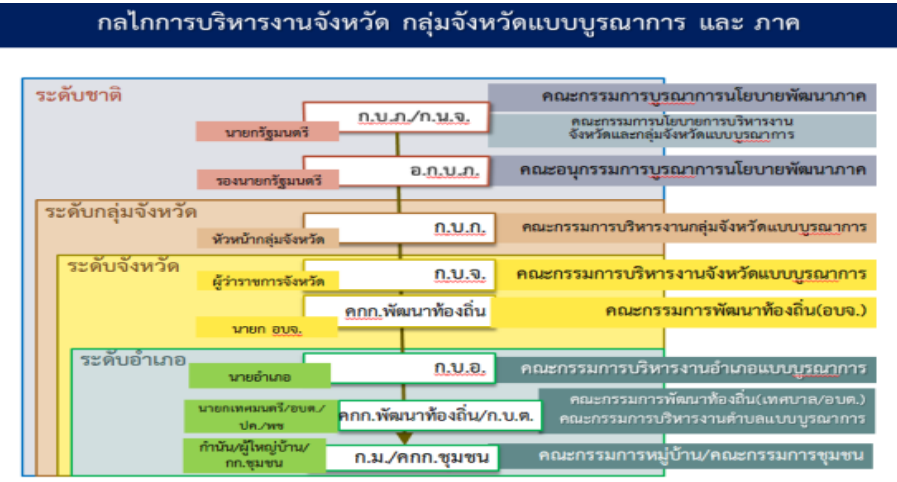 กลไกการบริหารงานจังหวัด กลุ่มจังหวัดแบบบูรณาการ และ ภาค
ระดับชาติ
นายกรัฐมนตรี
ก.บ.ภ./ก.น.จ.
คณะกรรมการบูรณาการนโยบายพัฒนาภาค
คณะกรรมการนโยบายการบริหารงาน
จังหวัดและกลุ่มจังหวัดแบบบูรณาการ
รองนายกรัฐมนตรี
อ.ก.บ.ภ.
คณะอนุกรรมการบูรณาการนโยบายพัฒนาภาค
ระดับกลุ่มจังหวัด
หัวหน้ากลุ่มจังหวัด
ก.บ.ก.
คณะกรรมการบริหารงานกลุ่มจังหวัดแบบบูรณาการ
ระดับจังหวัด
ผู้ว่าราชการจังหวัด
ก.บ.จ.
คณะกรรมการบริหารงานจังหวัดแบบบูรณาการ
นายก อบจ.
คกก.พัฒนาท้องถิ่น
คณะกรรมการพัฒนาท้องถิ่น(อบจ.)
ระดับอำเภอ
นายอำเภอ
ก.บ.อ.
คณะกรรมการบริหารงานอำเภอแบบบูรณาการ
นายกเทศมนตรี/อบต./
ปค./พช
คกก.พัฒนาท้องถิ่น/ก.บ.ต.
คณะกรรมการพัฒนาท้องถิ่น(เทศบาล/อบต.)
คณะกรรมการบริหารงานตำบลแบบบูรณาการ
กำนัน/ผู้ใหญ่บ้าน/
กก.ชุมชน
ก.ม./คกก.ชุมชน
คณะกรรมการหมู่บ้าน/คณะกรรมการชุมชน